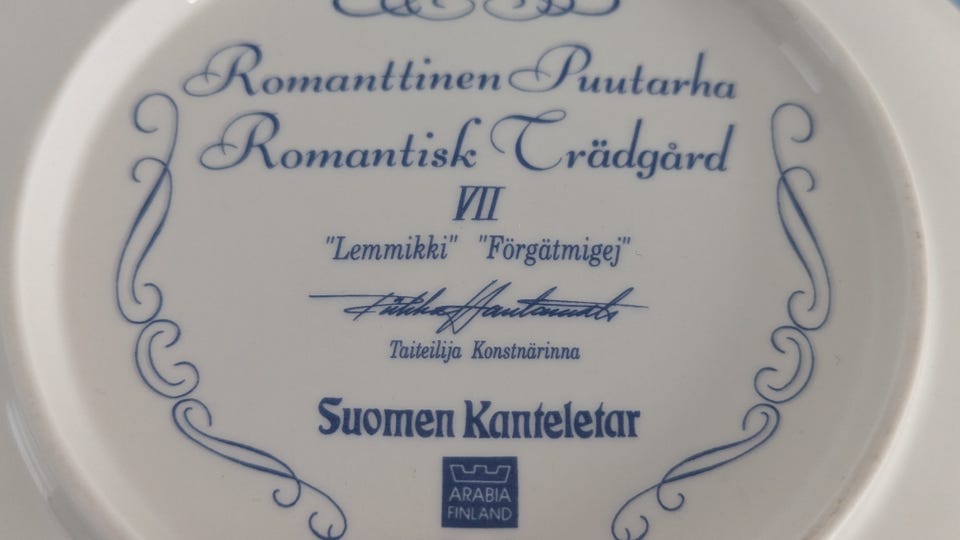 Romanttinen Puutarha
Romantisk Trädgård
VII
"Lemmikki" "Förgätmigej"
Taiteilija Konstnärinna
Suomen Kanteletar
ARABIA
FINLAND